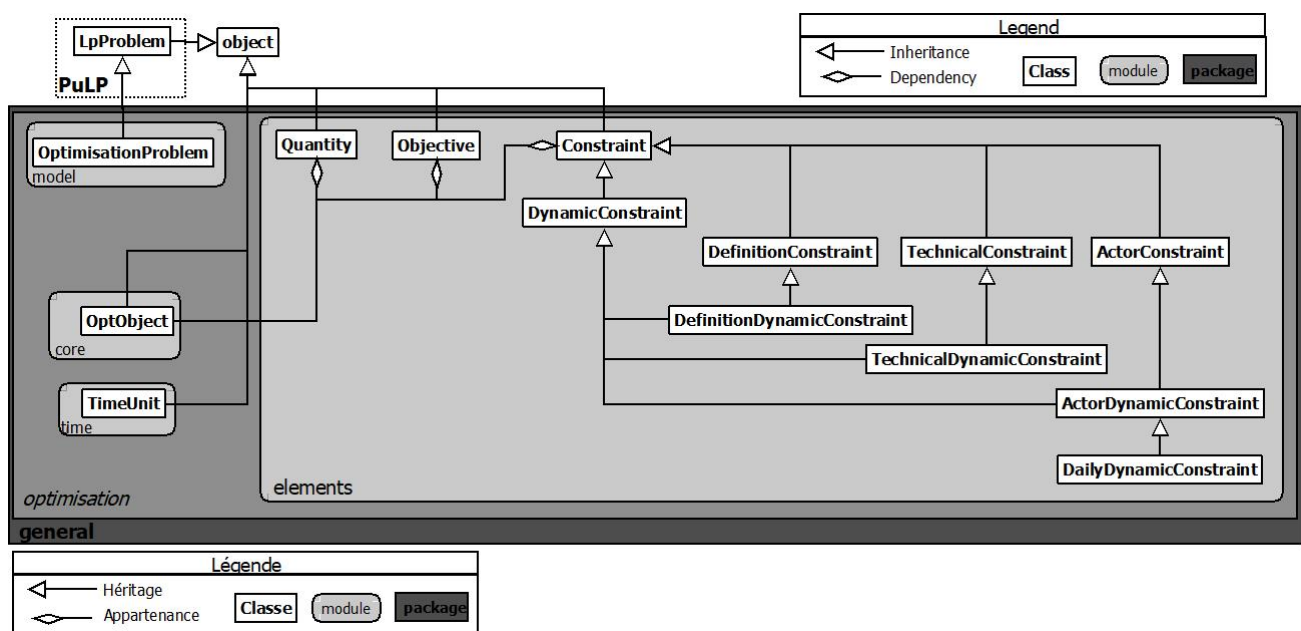 LpProblem
object
PuLP
Legend
Inheritance
Dependency
Class
module
package
OptimisationProblem
model
Quantity
Objective
Constraint
DynamicConstraint
DefinitionConstraint
TechnicalConstraint
ActorConstraint
OptObject
core
DefinitionDynamicConstraint
TechnicalDynamicConstraint
TimeUnit
time
ActorDynamicConstraint
DailyDynamicConstraint
optimisation
elements
general
Légende
Héritage
Appartenance
Classe
module
package